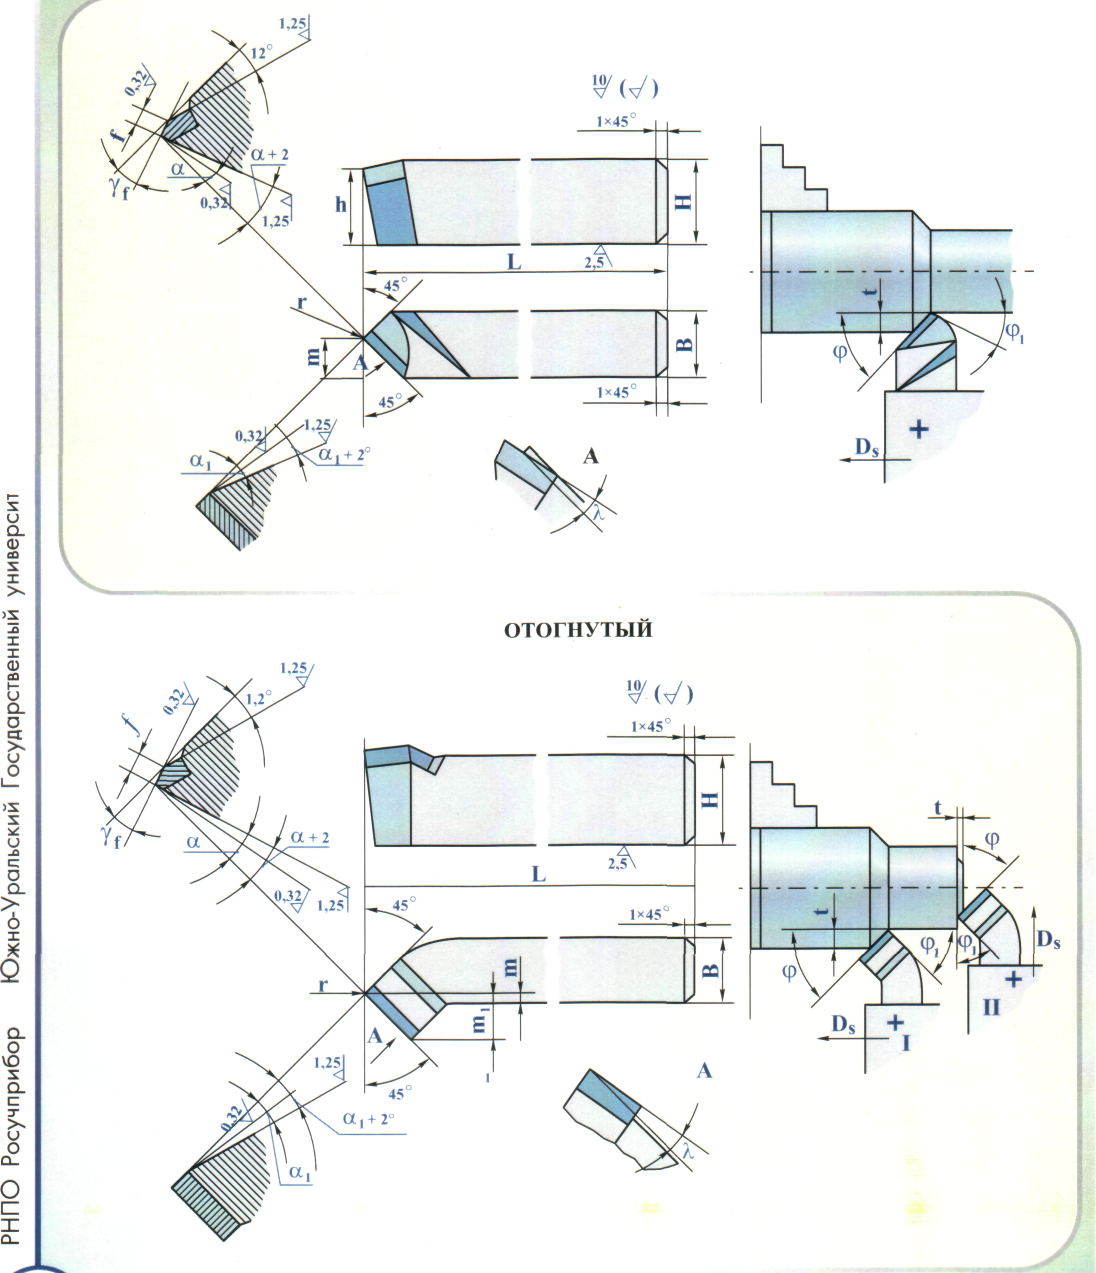 1,25
12°
0,32
f
γf
α
α + 2
0,32
1,25
10 ( )
1×45°
h
H
2,5
L
45°
r
m
A
B
45°
1×45°
0,32
1,25
α1
α1 + 2°
A
λ
t
φ
φ1
+
Ds
ОТОГНУТЫЙ
1,25
0,32
1,2°
f
γf
α
α + 2
0,32
1,25
10 ( )
1×45°
H
2,5
L
45°
1×45°
r
m
B
m1
A
45°
1,25
0,32
α1 + 2°
α1
A
λ
t
φ
t
φ
φ1
φ1
Ds
+
II
Ds
+
I
РНПО Росучприбор Южно-Уральский Государственный университ